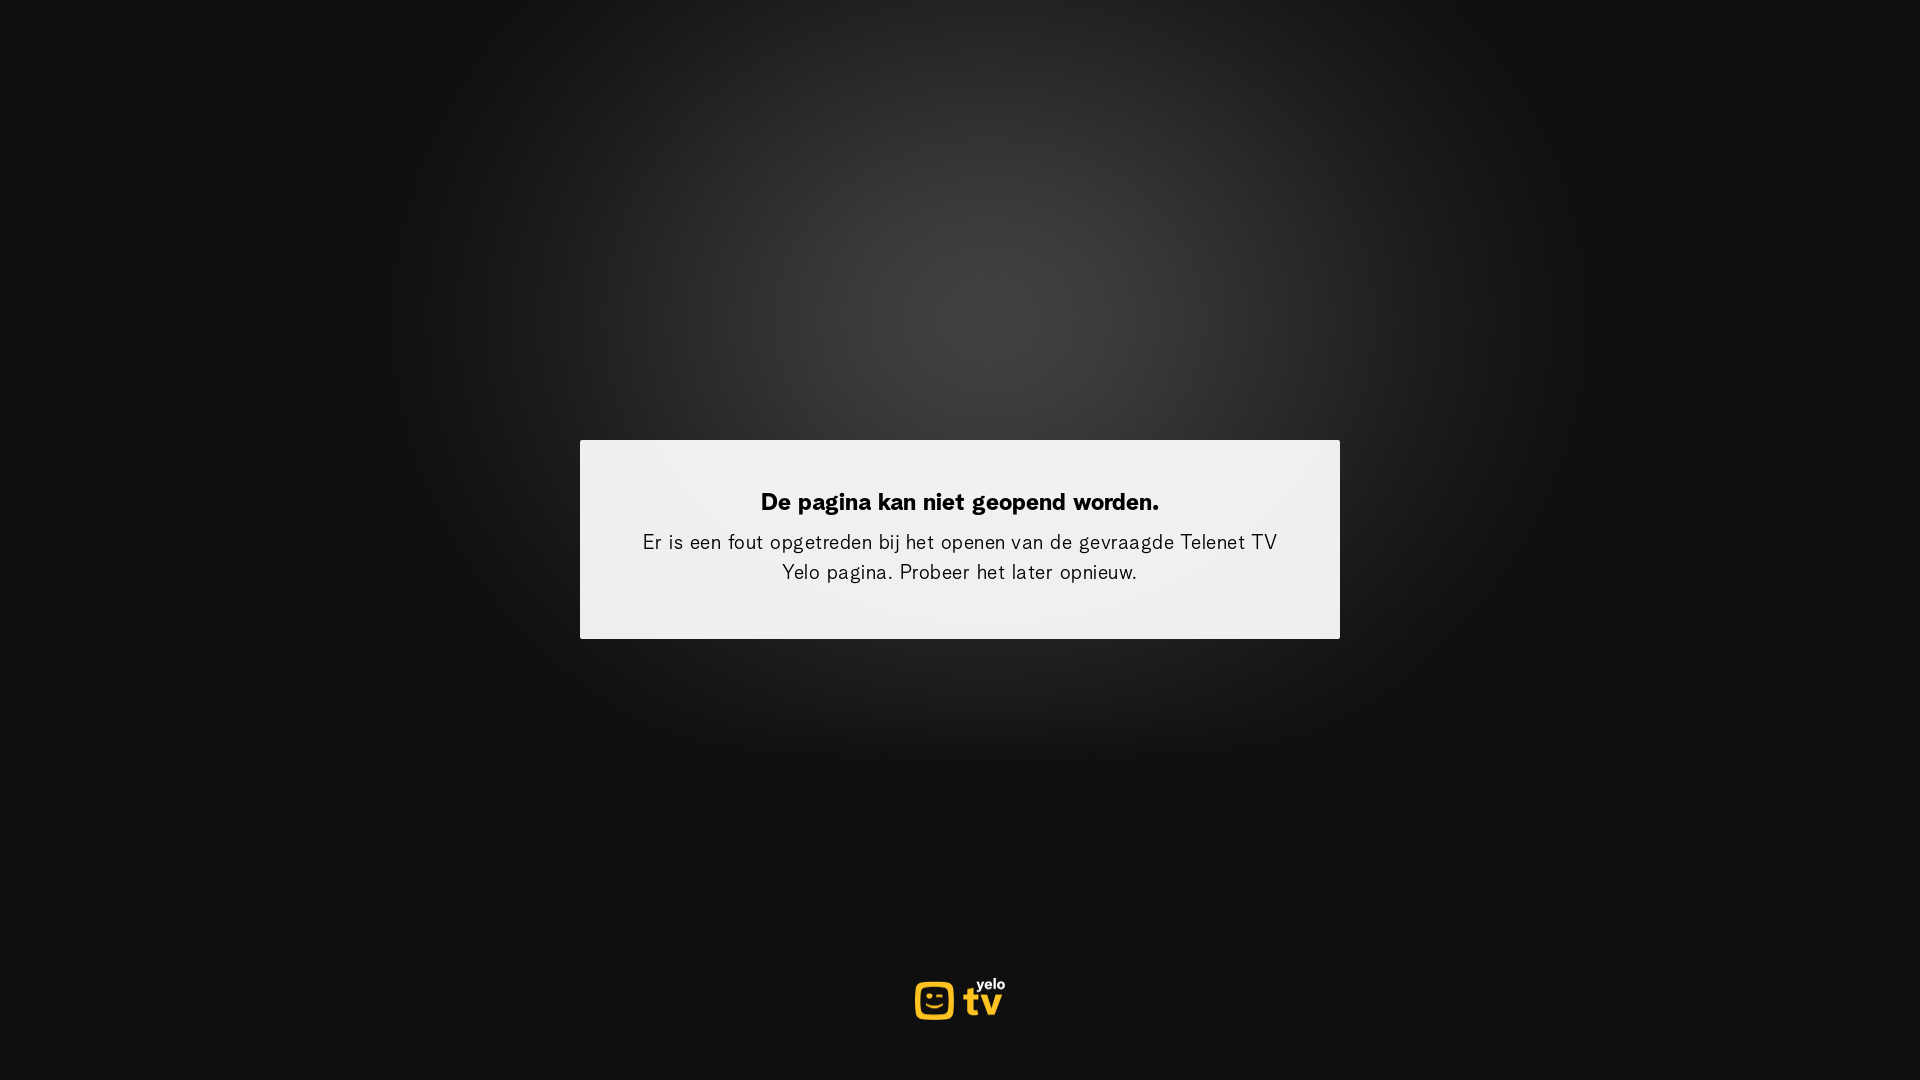 De pagina kan niet geopend worden.
Er is een fout opgetreden bij het openen van de gevraagde Telenet TV
Yelo pagina. Probeer het later opnieuw.
yelo
tv